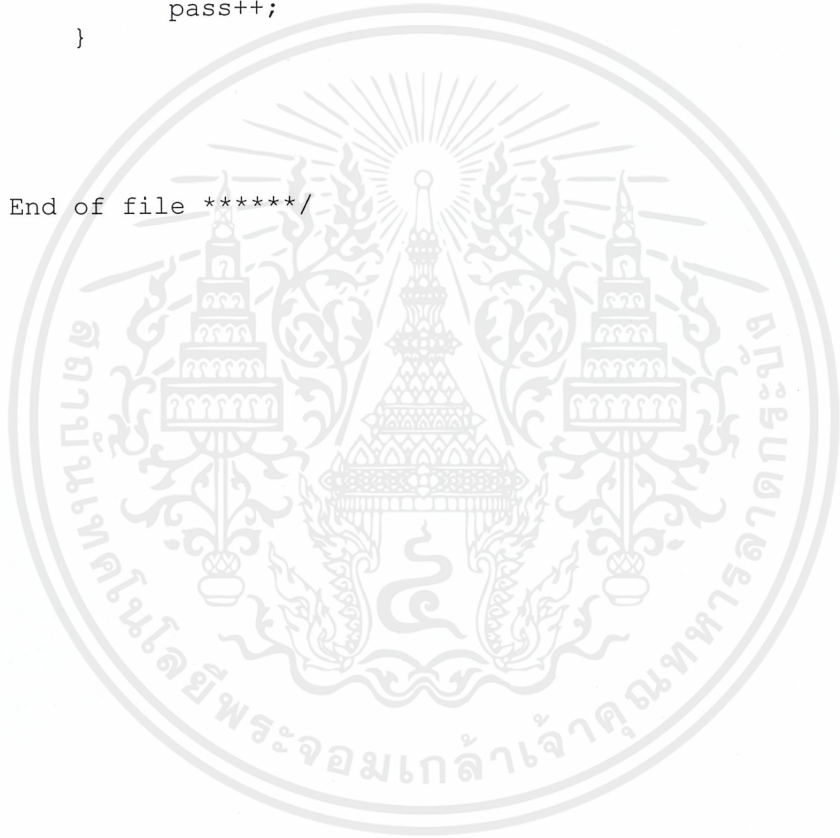 pass++;
}
End of file ******/
สถาบันเทคโนโลยีพระจอมเกล้าเจ้าคุณทหารลาดกระบัง